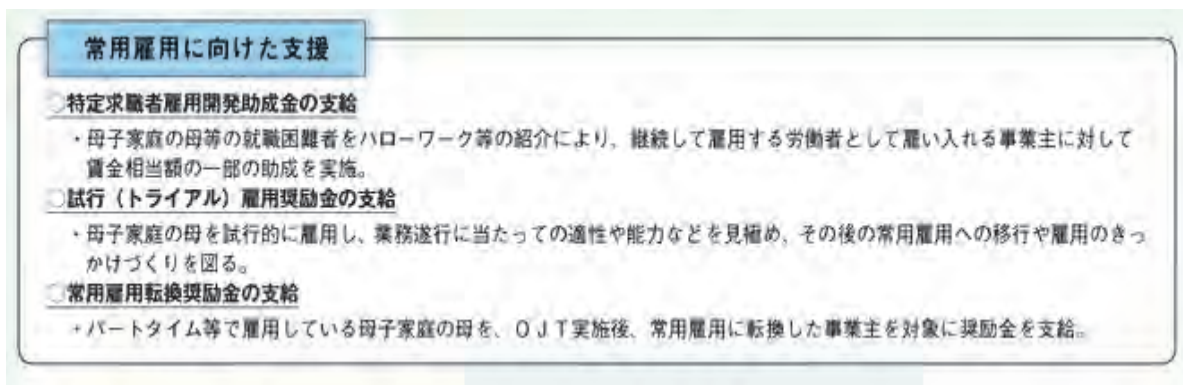 常用雇用に向けた支援
○特定求職者雇用開発助成金の支給
・母子家庭の母等の就職困難者をハローワーク等の紹介により、継続して雇用する労働者として雇い入れる事業主に対して
賃金相当額の一部の助成を実施。
○試行（トライアル）雇用奨励金の支給
・母子家庭の母を試行的に雇用し、業務遂行に当たっての適性や能力などを見極め、その後の常用雇用への移行や雇用のきっ
かけづくりを図る。
○常用雇用転換奨励金の支給
・パートタイム等で雇用している母子家庭の母を、ＯＪＴ実施後、常用雇用に転換した事業主を対象に奨励金を支給。